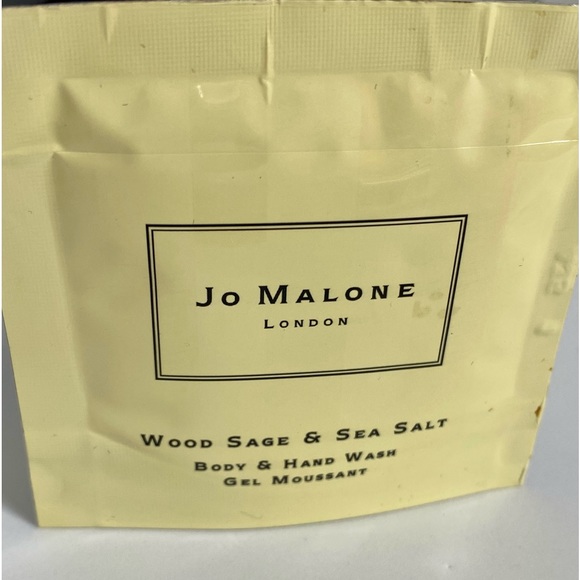 Jo Malone
London
Wood Sage & Sea Salt
Body & Hand Wash
Gel Moussant